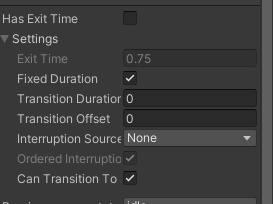 Has Exit Time
Settings
Exit Time 0.75
Fixed Duration
Transition Duration 0
Transition Offset 0
Interruption Source None
Ordered Interruptio
Can Transition To